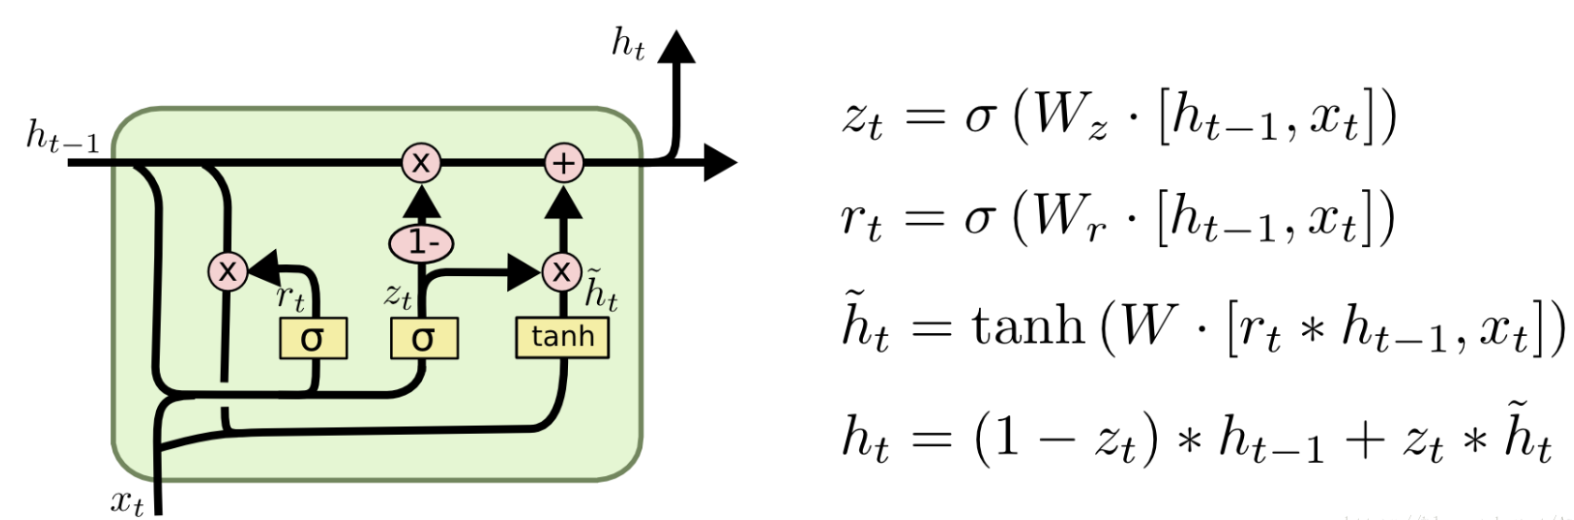 h_t
h_{t-1}
x
+
1-
x
r_t
z_t
x
h̃_t
σ
σ
tanh
x_t
z_t = σ (W_z · [h_{t-1}, x_t])
r_t = σ (W_r · [h_{t-1}, x_t])
h̃_t = tanh (W · [r_t * h_{t-1}, x_t])
h_t = (1 - z_t) * h_{t-1} + z_t * h̃_t